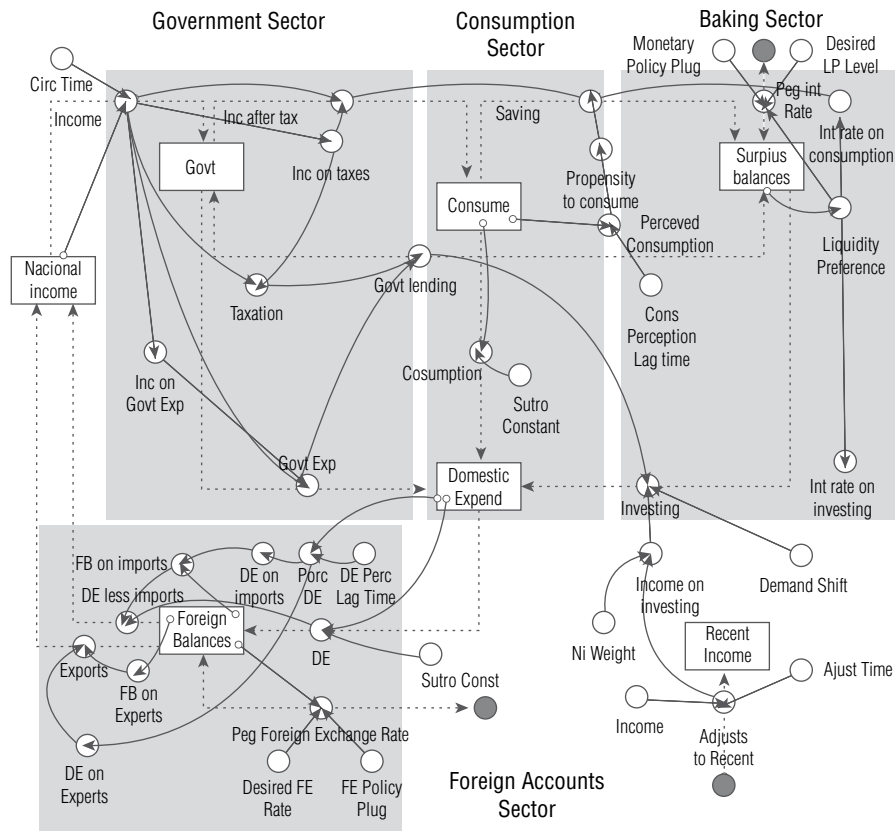 Government Sector
Consumption
Sector
Baking Sector
Circ Time
Monetary
Policy Plug
Desired
LP Level
Income
Inc after tax
Saving
Peg int
Rate
Int rate on
consumption
Govt
Inc on taxes
Surpius
balances
Propensity
to consume
Consume
Perceved
Consumption
Liquidity
Preference
Nacional
income
Taxation
Govt lending
Cons
Perception
Lag time
Inc on
Govt Exp
Cosumption
Sutro
Constant
Govt Exp
Domestic
Expend
Investing
Int rate on
investing
FB on imports
DE on
imports
Porc
DE
DE Perc
Lag Time
Income on
investing
Demand Shift
DE less imports
Foreign
Balances
DE
Ni Weight
Recent
Income
Exports
FB on
Experts
Sutro Const
Ajust Time
Income
Peg Foreign Exchange Rate
Adjusts
to Recent
DE on
Experts
Desired FE
Rate
FE Policy
Plug
Foreign Accounts
Sector